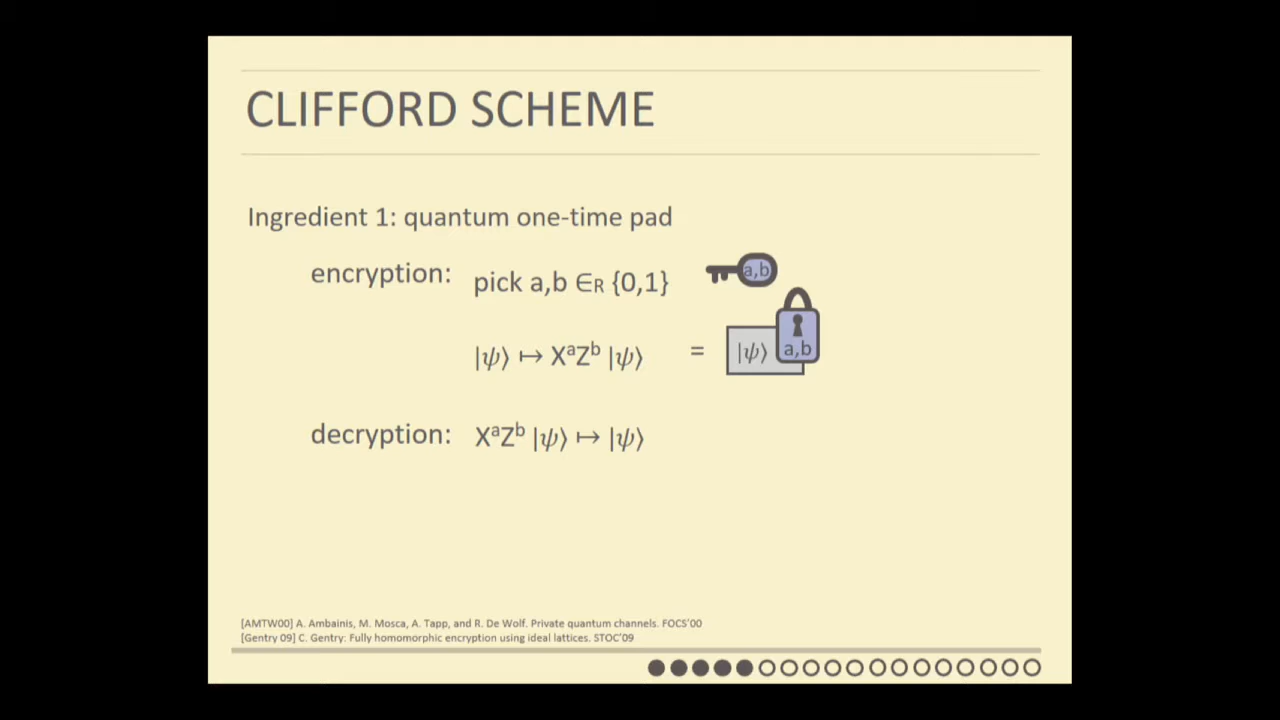 CLIFFORD SCHEME
Ingredient 1: quantum one-time pad
encryption: pick a,b ∈R {0,1} a,b
|ψ⟩ ↦ XᵃZᵇ |ψ⟩ = |ψ⟩ a,b
decryption: XᵃZᵇ |ψ⟩ ↦ |ψ⟩
[AMTW00] A. Ambainis, M. Mosca, A. Tapp, and R. De Wolf. Private quantum channels. FOCS'00
[Gentry 09] C. Gentry: Fully homomorphic encryption using ideal lattices. STOC'09